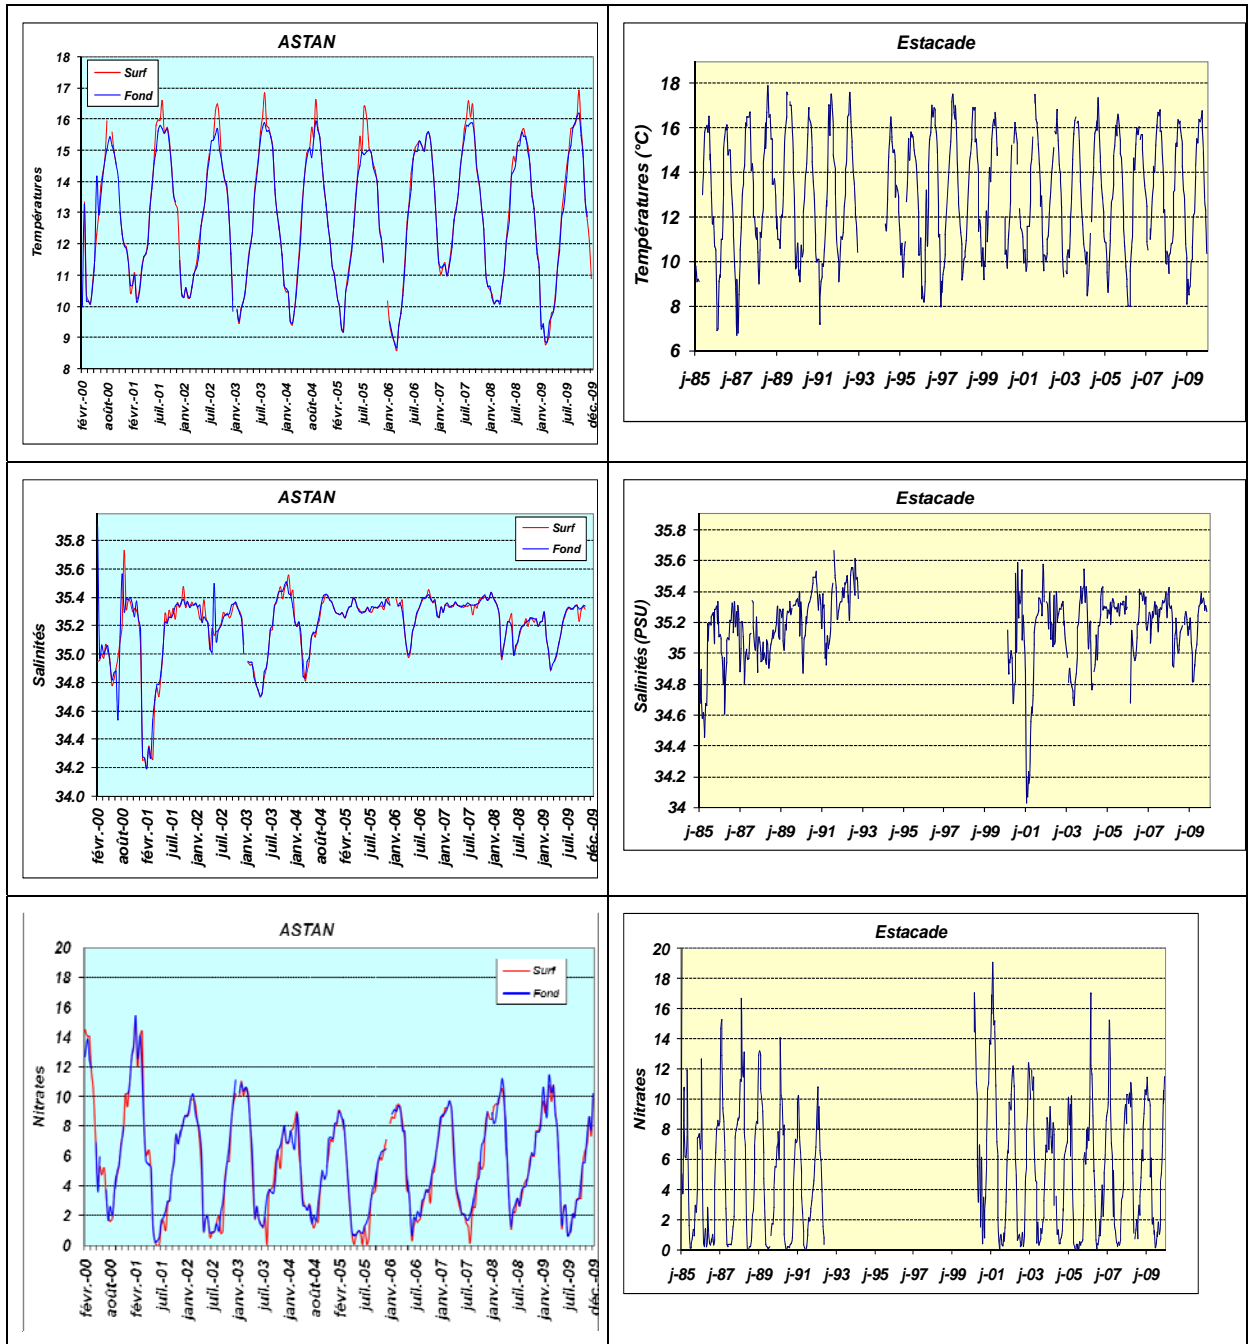 ASTAN
18
17
16
15
14
13
12
11
10
9
8
Températures
Surf
Fond
févr.-00
août-00
févr.-01
juil.-01
janv.-02
juil.-02
janv.-03
juil.-03
janv.-04
août-04
févr.-05
juil.-05
janv.-06
juil.-06
janv.-07
juil.-07
janv.-08
juil.-08
janv.-09
juil.-09
déc.-09
Estacade
18
16
14
12
10
8
6
Températures (°C)
j-85 j-87 j-89 j-91 j-93 j-95 j-97 j-99 j-01 j-03 j-05 j-07 j-09
ASTAN
35.8
35.6
35.4
35.2
35.0
34.8
34.6
34.4
34.2
34.0
Salinités
Surf
Fond
févr.-00
août-00
févr.-01
juil.-01
janv.-02
juil.-02
janv.-03
juil.-03
janv.-04
août-04
févr.-05
juil.-05
janv.-06
juil.-06
janv.-07
juil.-07
janv.-08
juil.-08
janv.-09
juil.-09
déc.-09
Estacade
35.8
35.6
35.4
35.2
35
34.8
34.6
34.4
34.2
34
Salinités (PSU)
j-85 j-87 j-89 j-91 j-93 j-95 j-97 j-99 j-01 j-03 j-05 j-07 j-09
ASTAN
20
18
16
14
12
10
8
6
4
2
0
Nitrates
Surf
Fond
févr.-00
août-00
févr.-01
juil.-01
janv.-02
juil.-02
janv.-03
juil.-03
janv.-04
août-04
févr.-05
juil.-05
janv.-06
juil.-06
janv.-07
juil.-07
janv.-08
juil.-08
janv.-09
juil.-09
déc.-09
Estacade
20
18
16
14
12
10
8
6
4
2
0
Nitrates
j-85 j-87 j-89 j-91 j-93 j-95 j-97 j-99 j-01 j-03 j-05 j-07 j-09